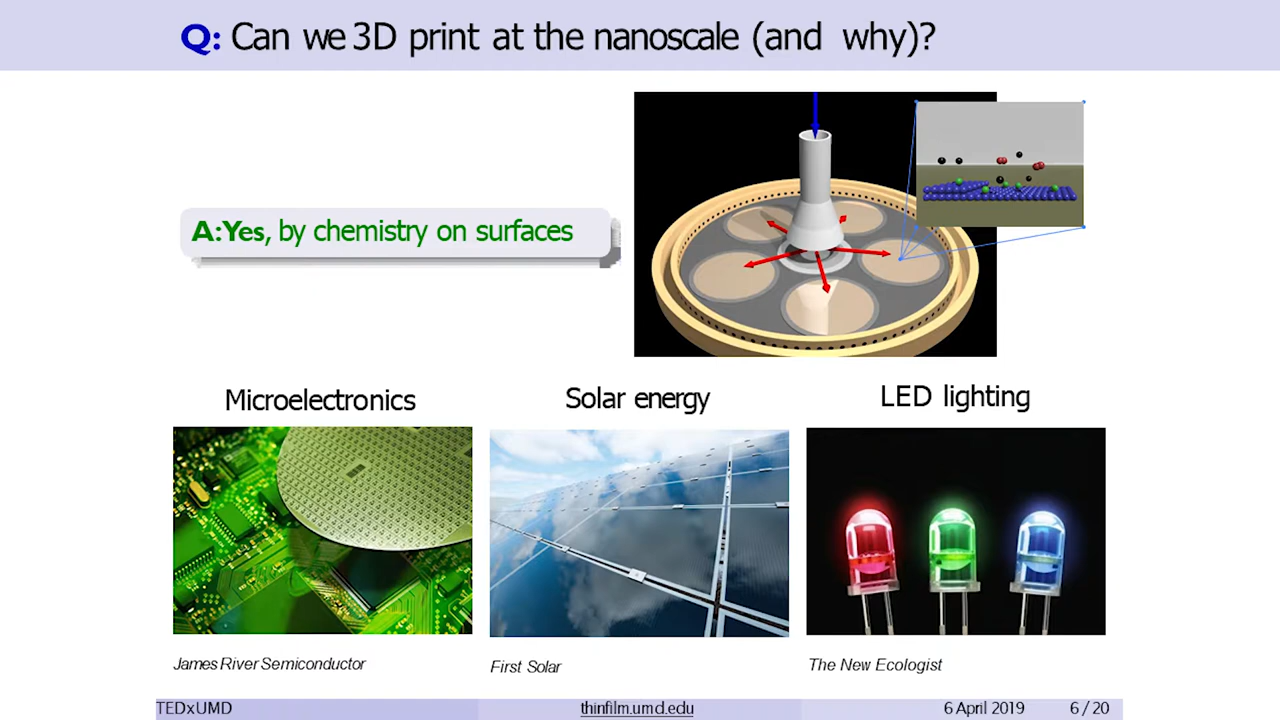 Q: Can we 3D print at the nanoscale (and why)?
A:Yes, by chemistry on surfaces
Microelectronics
Solar energy
LED lighting
James River Semiconductor
First Solar
The New Ecologist
TEDxUMD
thinfilm.umd.edu
6 April 2019
6 / 20